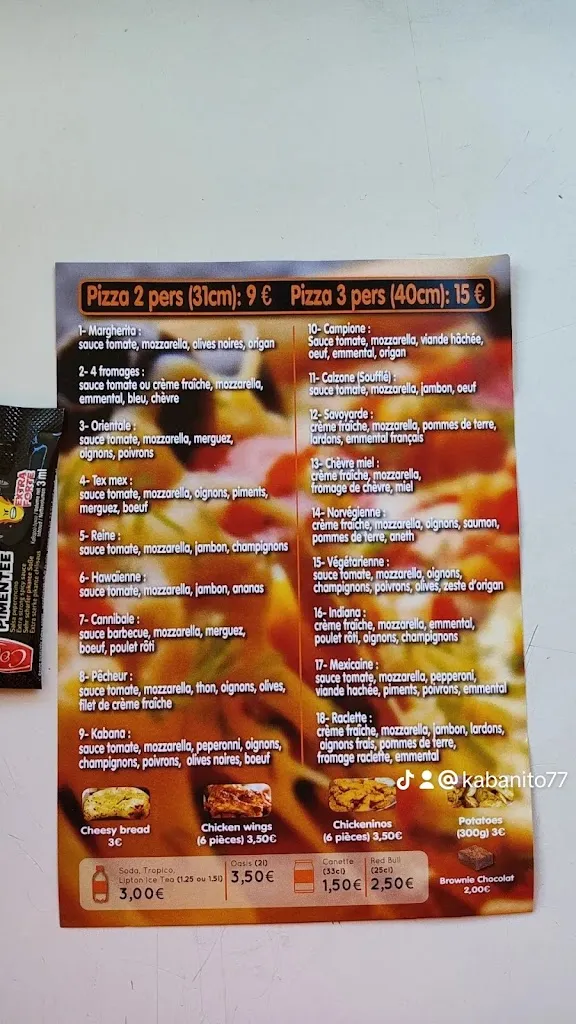 Pizza 2 pers (31cm): 9 € Pizza 3 pers (40cm): 15 €
1- Margherita :
sauce tomate, mozzarella, olives noires, origan
2- 4 fromages :
sauce tomate ou crème fraîche, mozzarella,
emmental, bleu, chèvre
3- Orientale :
sauce tomate, mozzarella, merguez,
oignons, poivrons
4- Tex mex :
sauce tomate, mozzarella, oignons, piments,
merguez, boeuf
5- Reine :
sauce tomate, mozzarella, jambon, champignons
6- Hawaïenne :
sauce tomate, mozzarella, jambon, ananas
7- Cannibale :
sauce barbecue, mozzarella, merguez,
boeuf, poulet rôti
8- Pêcheur :
sauce tomate, mozzarella, thon, oignons, olives,
filet de crème fraîche
9- Kabana :
sauce tomate, mozzarella, peperonni, oignons,
champignons, poivrons, olives noires, boeuf
10- Campione :
Sauce tomate, mozzarella, viande hâchée,
oeuf, emmental, origan
11- Calzone (Soufflé) :
sauce tomate, mozzarella, jambon, oeuf
12- Savoyarde :
crème fraîche, mozzarella, pommes de terre,
lardons, emmental français
13- Chèvre miel :
crème fraîche, mozzarella,
fromage de chèvre, miel
14- Norvégienne :
crème fraîche, mozzarella, oignons, saumon,
pommes de terre, aneth
15- Végétarienne :
sauce tomate, mozzarella, oignons,
champignons, poivrons, olives, zeste d'origan
16- Indiana :
crème fraîche, mozzarella, emmental,
poulet rôti, oignons, champignons
17- Mexicaine :
sauce tomate, mozzarella, pepperoni,
viande hachée, piments, poivrons, emmental
18- Raclette :
crème fraîche, mozzarella, jambon, lardons,
oignons frais, pommes de terre,
fromage raclette, emmental
@kabanito77
Cheesy bread
3€
Chicken wings
(6 pièces) 3,50€
Chickeninos
(6 pièces) 3,50€
Potatoes
(300g) 3€
Soda, Tropico,
Lipton Ice Tea (1.25 ou 1.5l)
3,00€
Oasis (2l)
3,50€
Canette
(33cl)
1,50€
Red Bull
(25cl)
2,50€
Brownie Chocolat
2,00€
EXTRA
FORTE
3 ml
PIMENTÉE
Extra strong spicy sauce